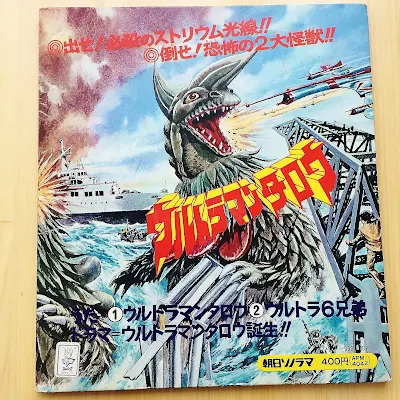 ◎出せ!必殺のストリウム光線!!
◎倒せ!恐怖の2大怪獣!!
ウルトラマンタロウ
うた ①ウルトラマンタロウ ②ウルトラ6兄弟
ドラマ=ウルトラマンタロウ誕生!!
朝日ソノラマ 400円 APM 4042